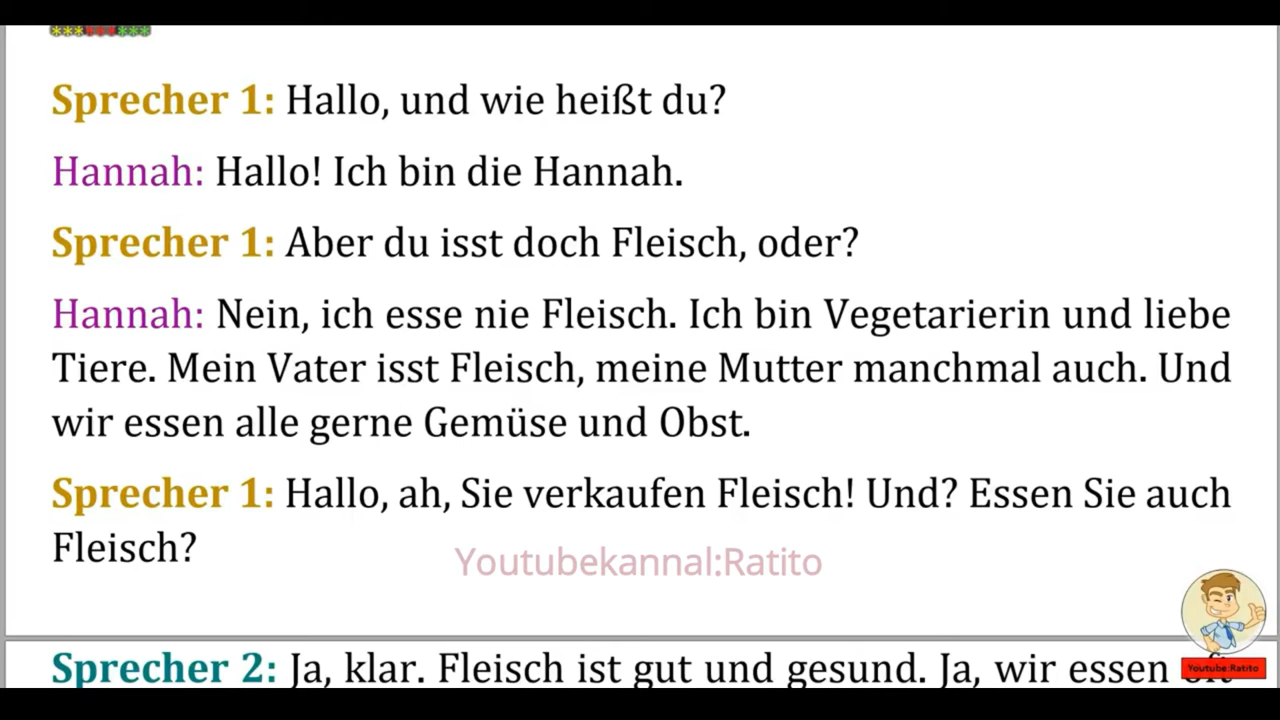 *********
Sprecher 1: Hallo, und wie heißt du?
Hannah: Hallo! Ich bin die Hannah.
Sprecher 1: Aber du isst doch Fleisch, oder?
Hannah: Nein, ich esse nie Fleisch. Ich bin Vegetarierin und liebe
Tiere. Mein Vater isst Fleisch, meine Mutter manchmal auch. Und
wir essen alle gerne Gemüse und Obst.
Sprecher 1: Hallo, ah, Sie verkaufen Fleisch! Und? Essen Sie auch
Fleisch?
Youtubekannal:Ratito
Youtube:Ratito
Sprecher 2: Ja, klar. Fleisch ist gut und gesund. Ja, wir essen